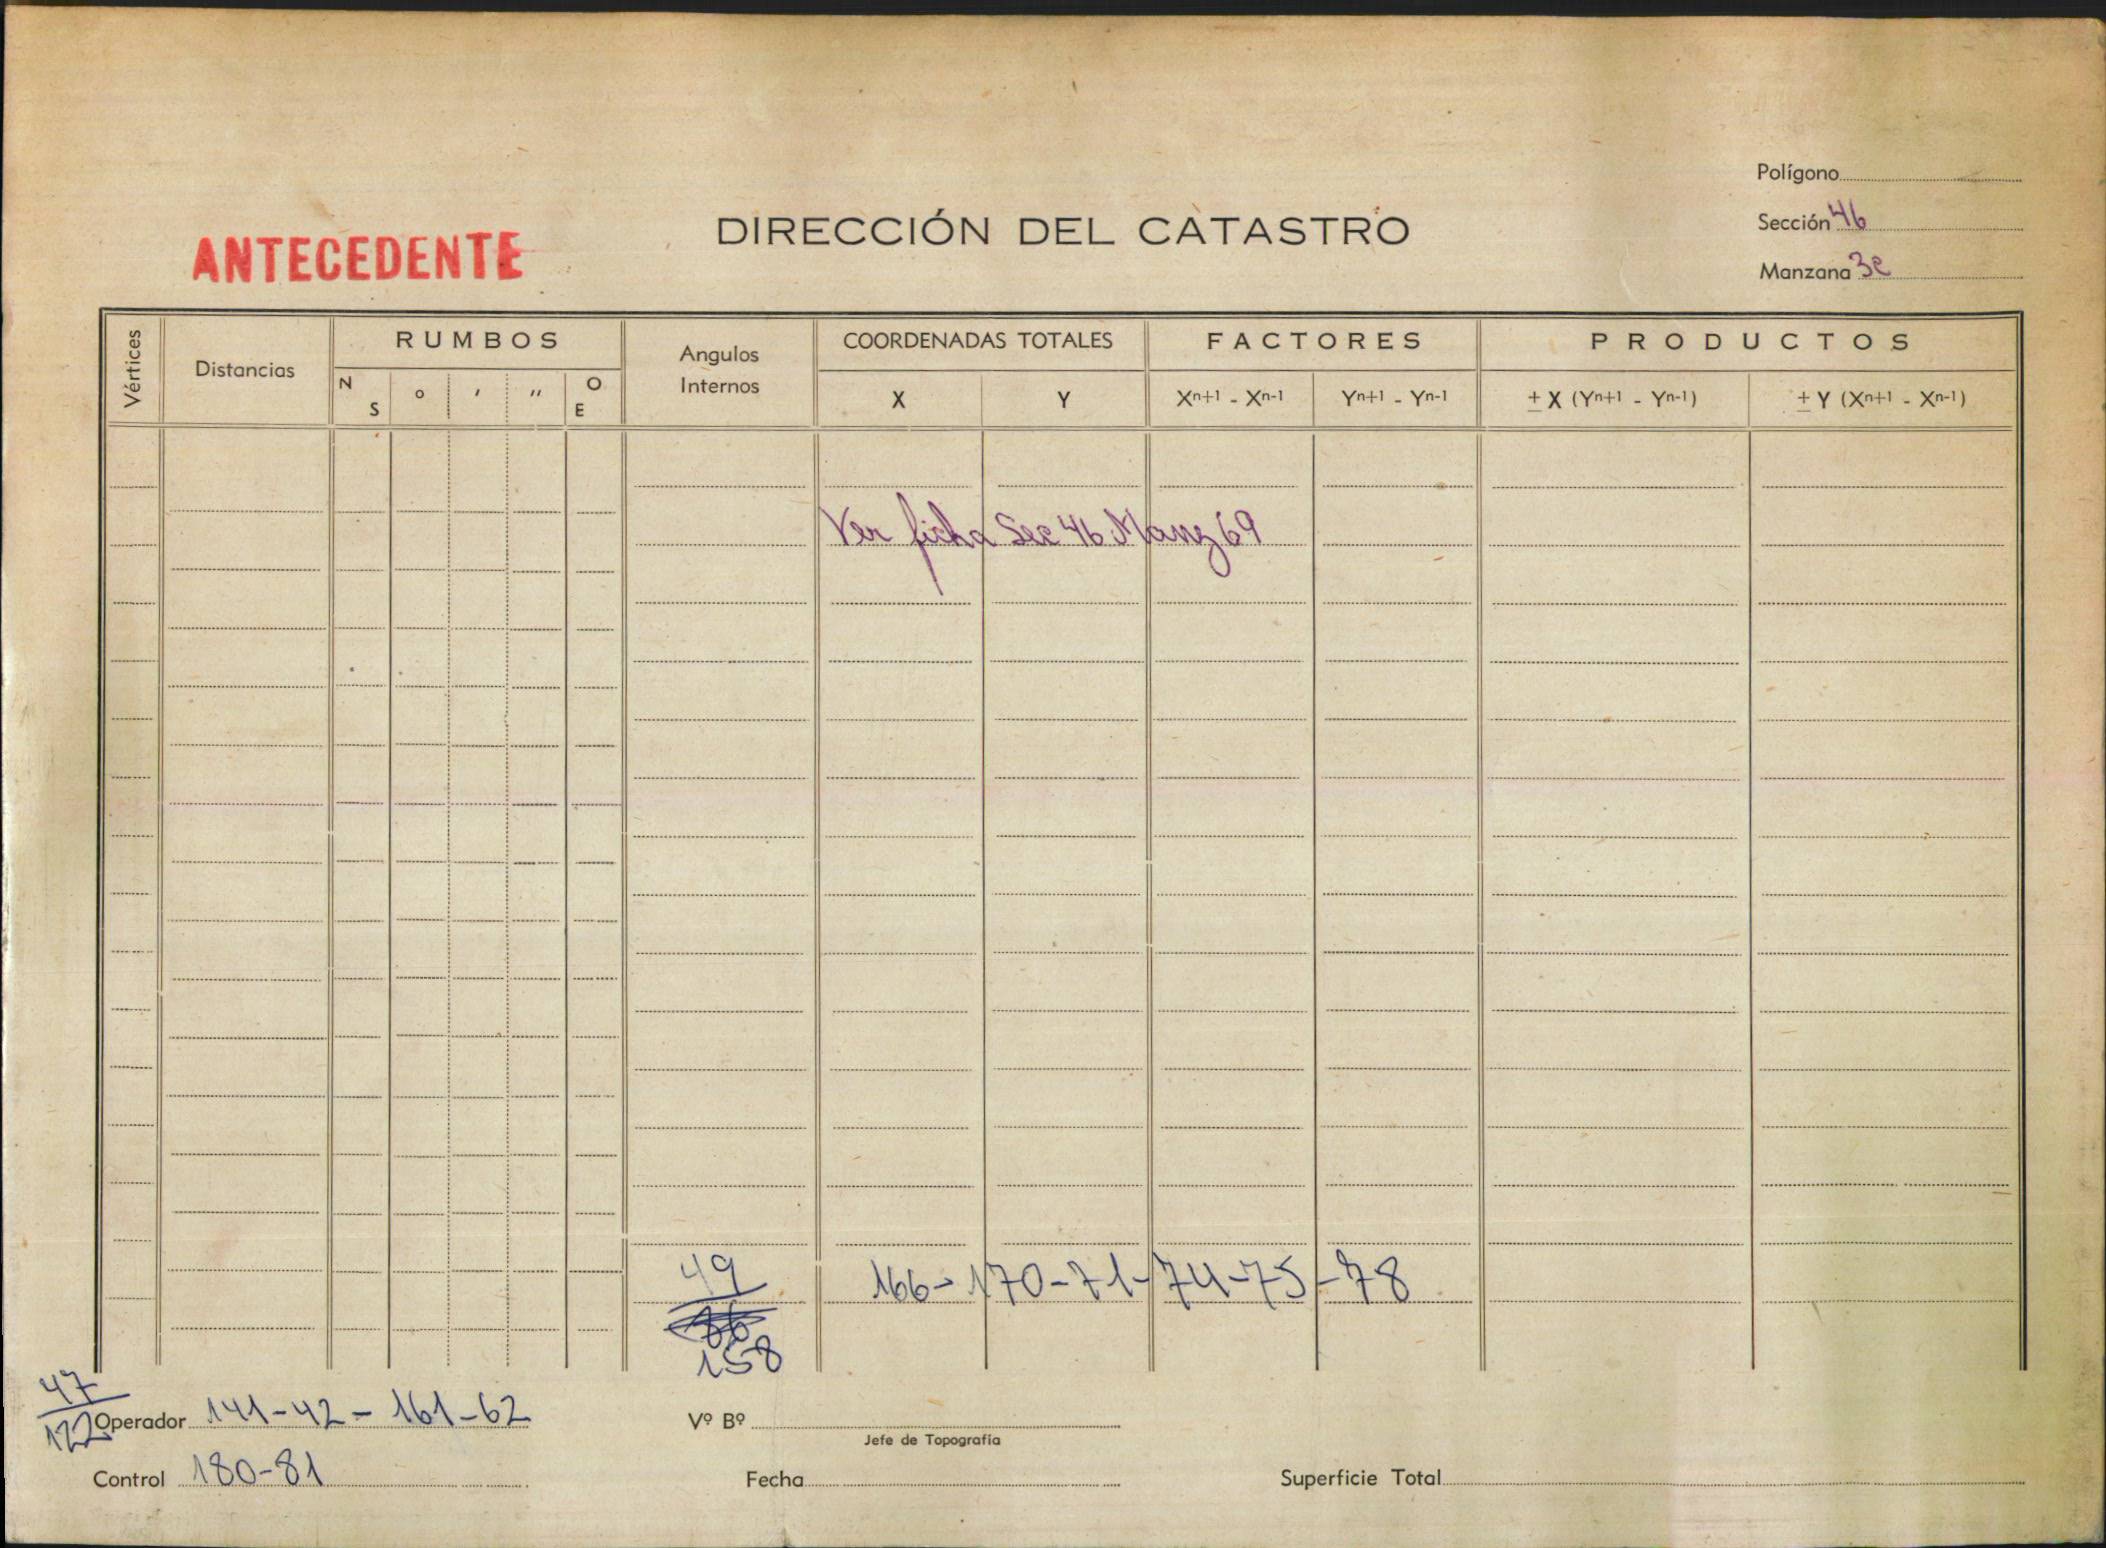 Polígono
DIRECCIÓN DEL CATASTRO
Sección 46
ANTECEDENTE
Manzana 3e
Vértices
Distancias
RUMBOS
N S
o ' "
O E
Angulos Internos
COORDENADAS TOTALES
X Y
FACTORES
Xn+1 - Xn-1 Yn+1 - Yn-1
PRODUCTOS
± X (Yn+1 - Yn-1) ± Y (Xn+1 - Xn-1)
Ver ficha Sec 46 Manz 69
49 166-170-71-74-75-78
158
47
122 Operador 141-42-161-62
Vº Bº
Jefe de Topografía
Control 180-81
Fecha
Superficie Total